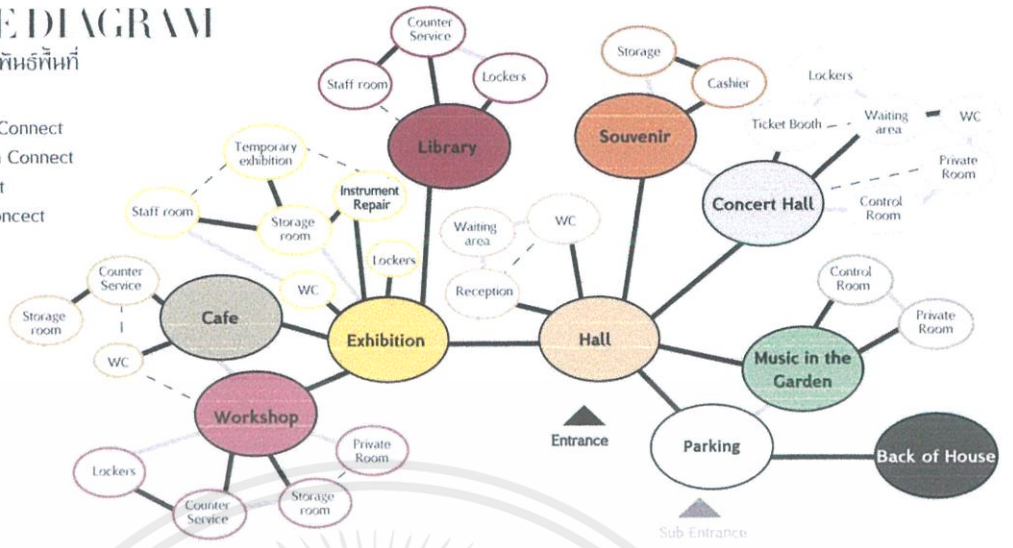 E DIAGRAM
พันธ์พื้นที่
Connect
Connect
Counter
Service
Staff room
Lockers
Library
Storage
Cashier
Souvenir
Lockers
Ticket Booth
Waiting
area
WC
Private
Room
Control
Room
Concert Hall
Temporary
exhibition
Instrument
Repair
Staff room
Storage
room
Lockers
WC
Waiting
area
WC
Reception
Counter
Service
Storage
room
WC
Cafe
Exhibition
Hall
Control
Room
Private
Room
Music in the
Garden
Workshop
Entrance
Parking
Back of House
Private
Room
Lockers
Counter
Service
Storage
room
Sub Entrance